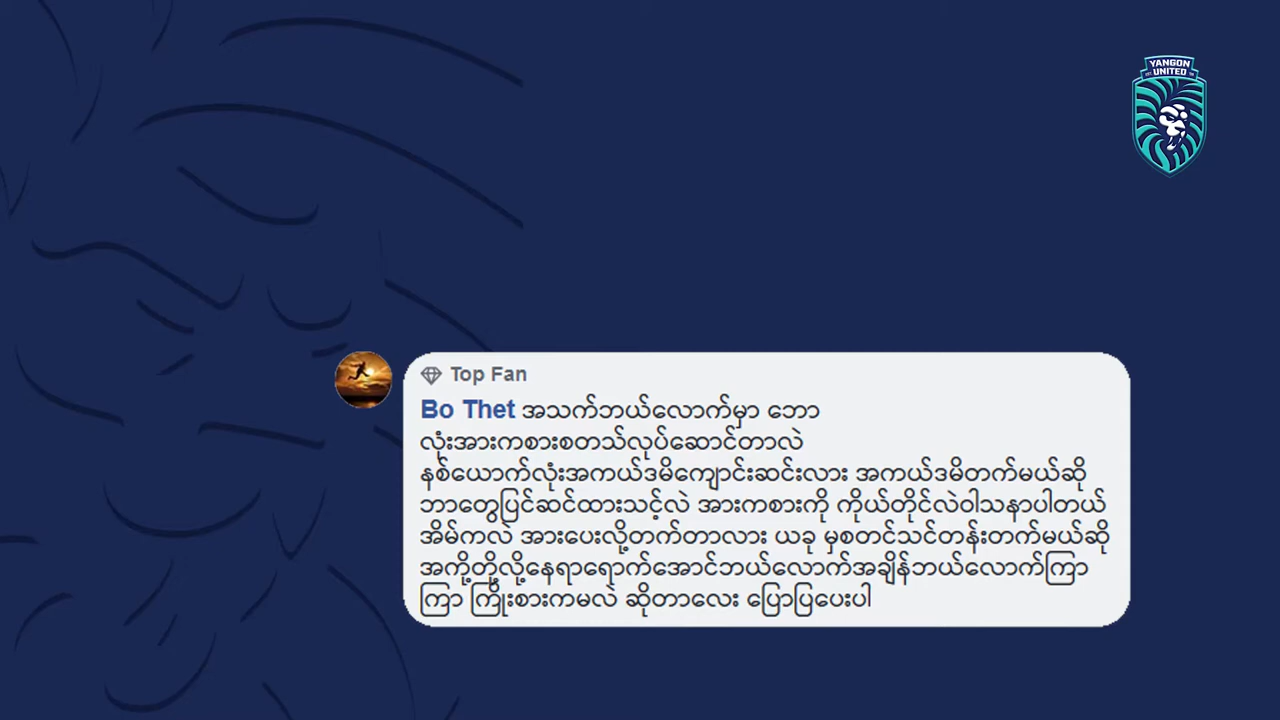 YANGON
UNITED
Top Fan
Bo Thet အသက်ဘယ်လောက်မှာ ဘော
လုံးအားကစားစတသ်လုပ်ဆောင်တာလဲ
နစ်ယောက်လုံးအကယ်ဒမိကျောင်းဆင်းလား အကယ်ဒမိတက်မယ်ဆို
ဘာတွေပြင်ဆင်ထားသင့်လဲ အားကစားကို ကိုယ်တိုင်လဲဝါသနာပါတယ်
အိမ်ကလဲ အားပေးလို့တက်တာလား ယခု မှစတင်သင်တန်းတက်မယ်ဆို
အကို့တို့လို့နေရာရောက်အောင်ဘယ်လောက်အချိန်ဘယ်လောက်ကြာ
ကြာ ကြိုးစားကမလဲ ဆိုတာလေး ပြောပြပေးပါ